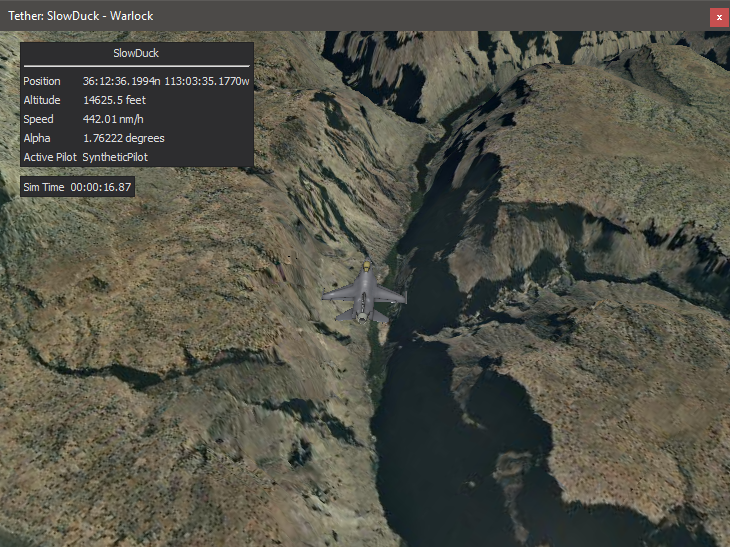 Tether: SlowDuck - Warlock
x
SlowDuck
Position 36:12:36.1994n 113:03:35.1770w
Altitude 14625.5 feet
Speed 442.01 nm/h
Alpha 1.76222 degrees
Active Pilot SyntheticPilot
Sim Time 00:00:16.87